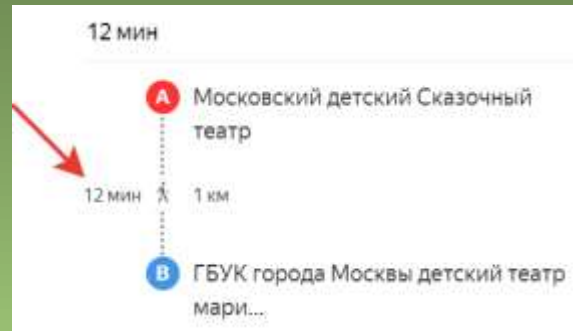 12 мин
A Московский детский Сказочный
театр
12 мин 1 км
B ГБУК города Москвы детский театр
мари...